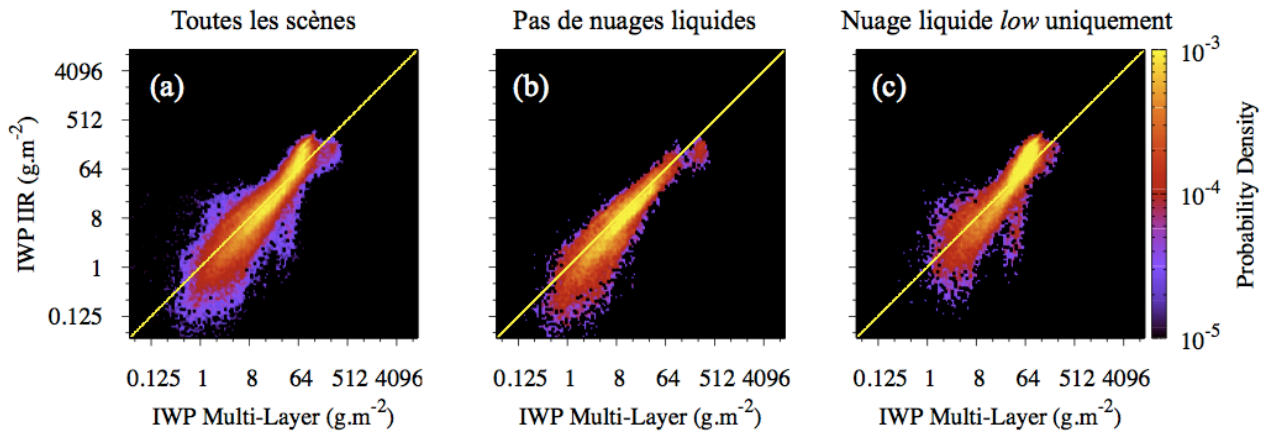 Toutes les scènes
Pas de nuages liquides
Nuage liquide low uniquement
(a)
(b)
(c)
IWP IIR (g.m-2)
4096
512
64
8
1
0.125
0.125 1 8 64 512 4096
0.125 1 8 64 512 4096
0.125 1 8 64 512 4096
IWP Multi-Layer (g.m-2)
IWP Multi-Layer (g.m-2)
IWP Multi-Layer (g.m-2)
10-3
10-4
10-5
Probability Density